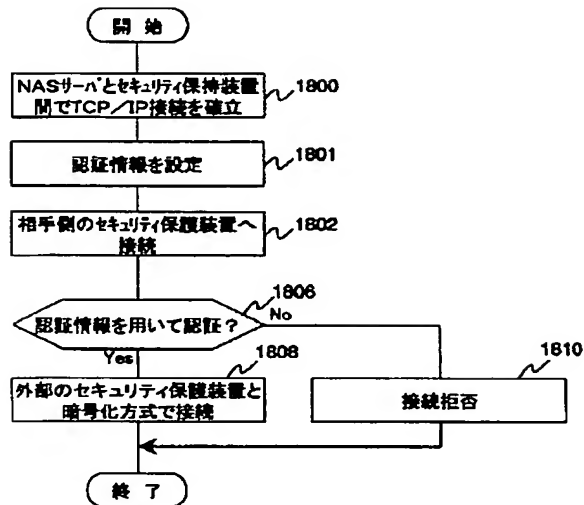 開 始
NASサーバとセキュリティ保持装置
間でTCP/IP接続を確立
1800
認証情報を設定
1801
相手側のセキュリティ保護装置へ
接続
1802
認証情報を用いて認証?
1806
No
Yes
1808
外部のセキュリティ保護装置と
暗号化方式で接続
1810
接続拒否
終 了